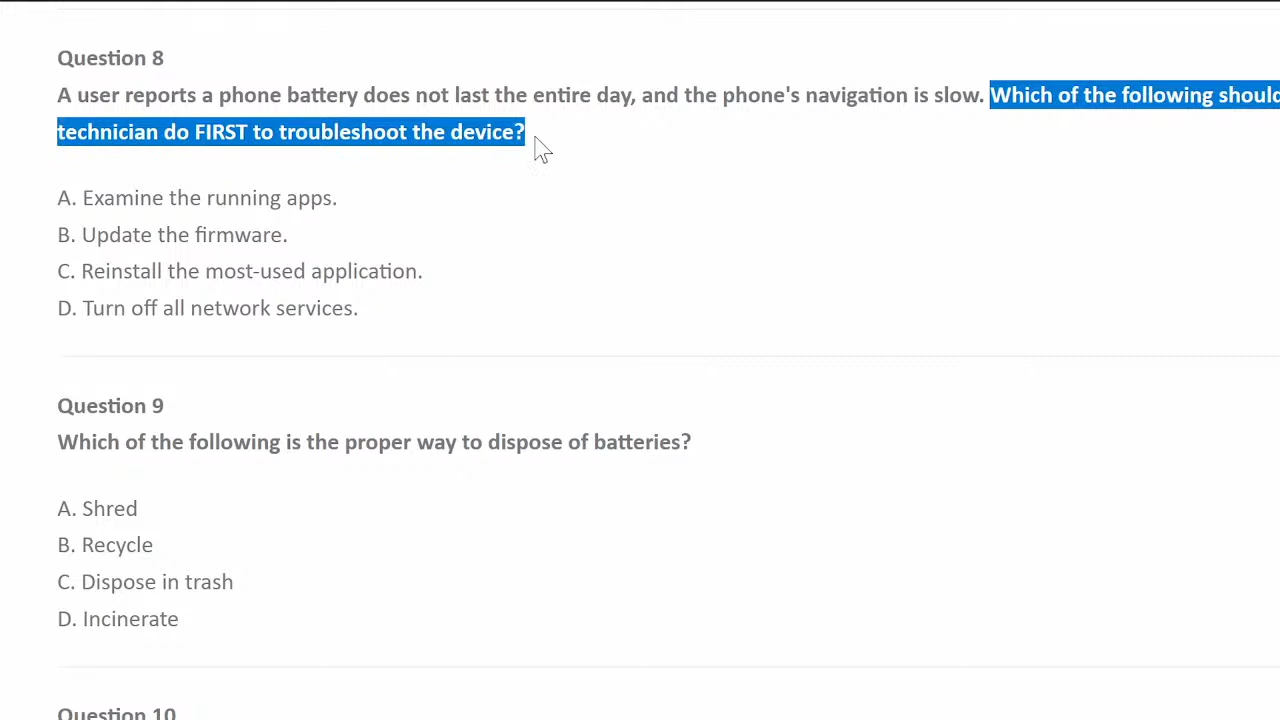 Question 8
A user reports a phone battery does not last the entire day, and the phone's navigation is slow. Which of the following should
technician do FIRST to troubleshoot the device?
A. Examine the running apps.
B. Update the firmware.
C. Reinstall the most-used application.
D. Turn off all network services.
Question 9
Which of the following is the proper way to dispose of batteries?
A. Shred
B. Recycle
C. Dispose in trash
D. Incinerate
Question 10